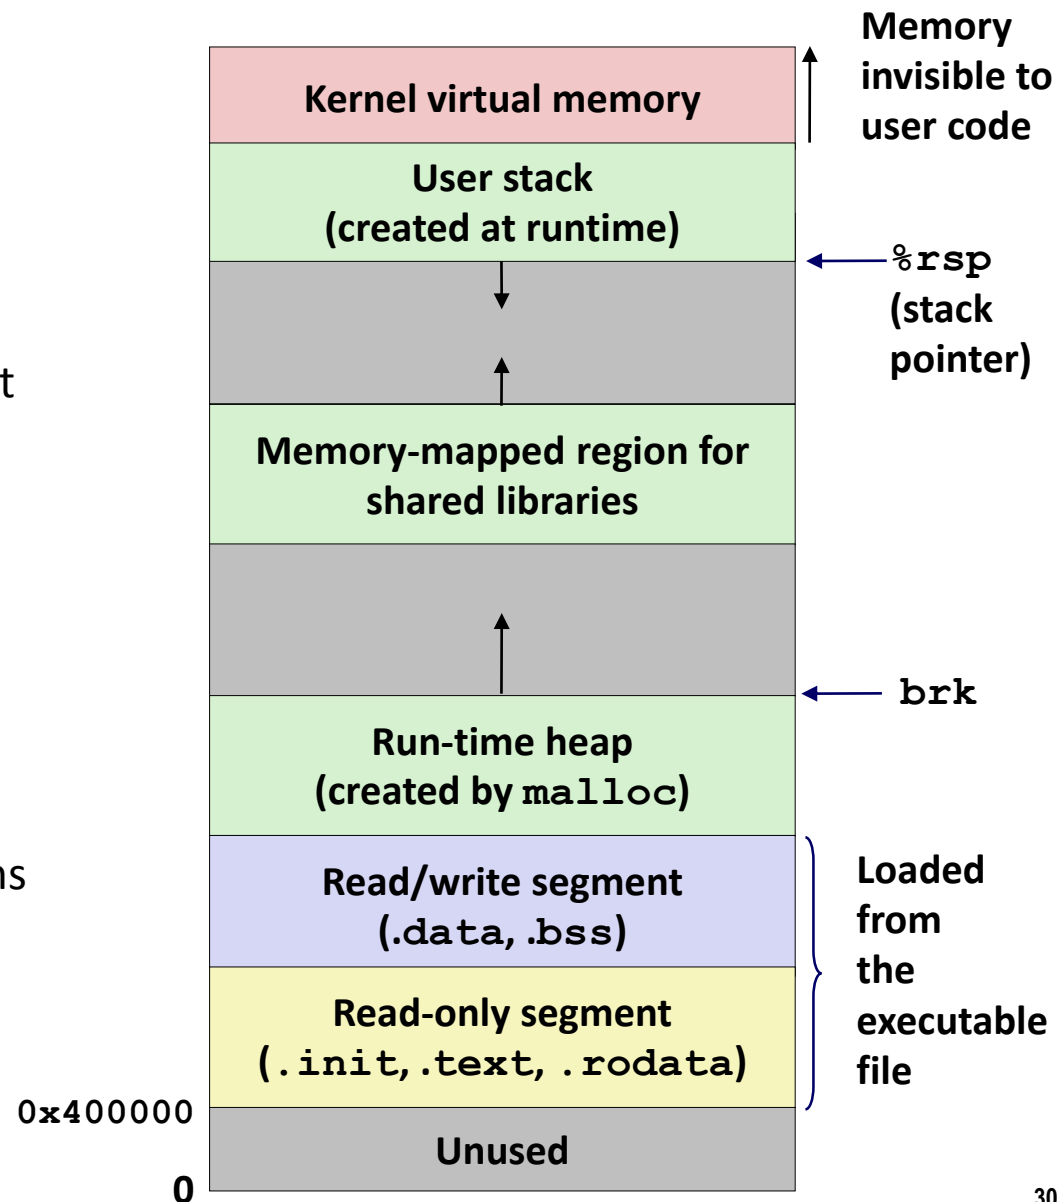 Memory
invisible to
user code
Kernel virtual memory
User stack
(created at runtime)
%rsp
(stack
pointer)
t
Memory-mapped region for
shared libraries
brk
Run-time heap
(created by malloc)
ns
Read/write segment
(.data, .bss)
Loaded
from
the
executable
file
Read-only segment
(.init, .text, .rodata)
0x400000
Unused
0
30